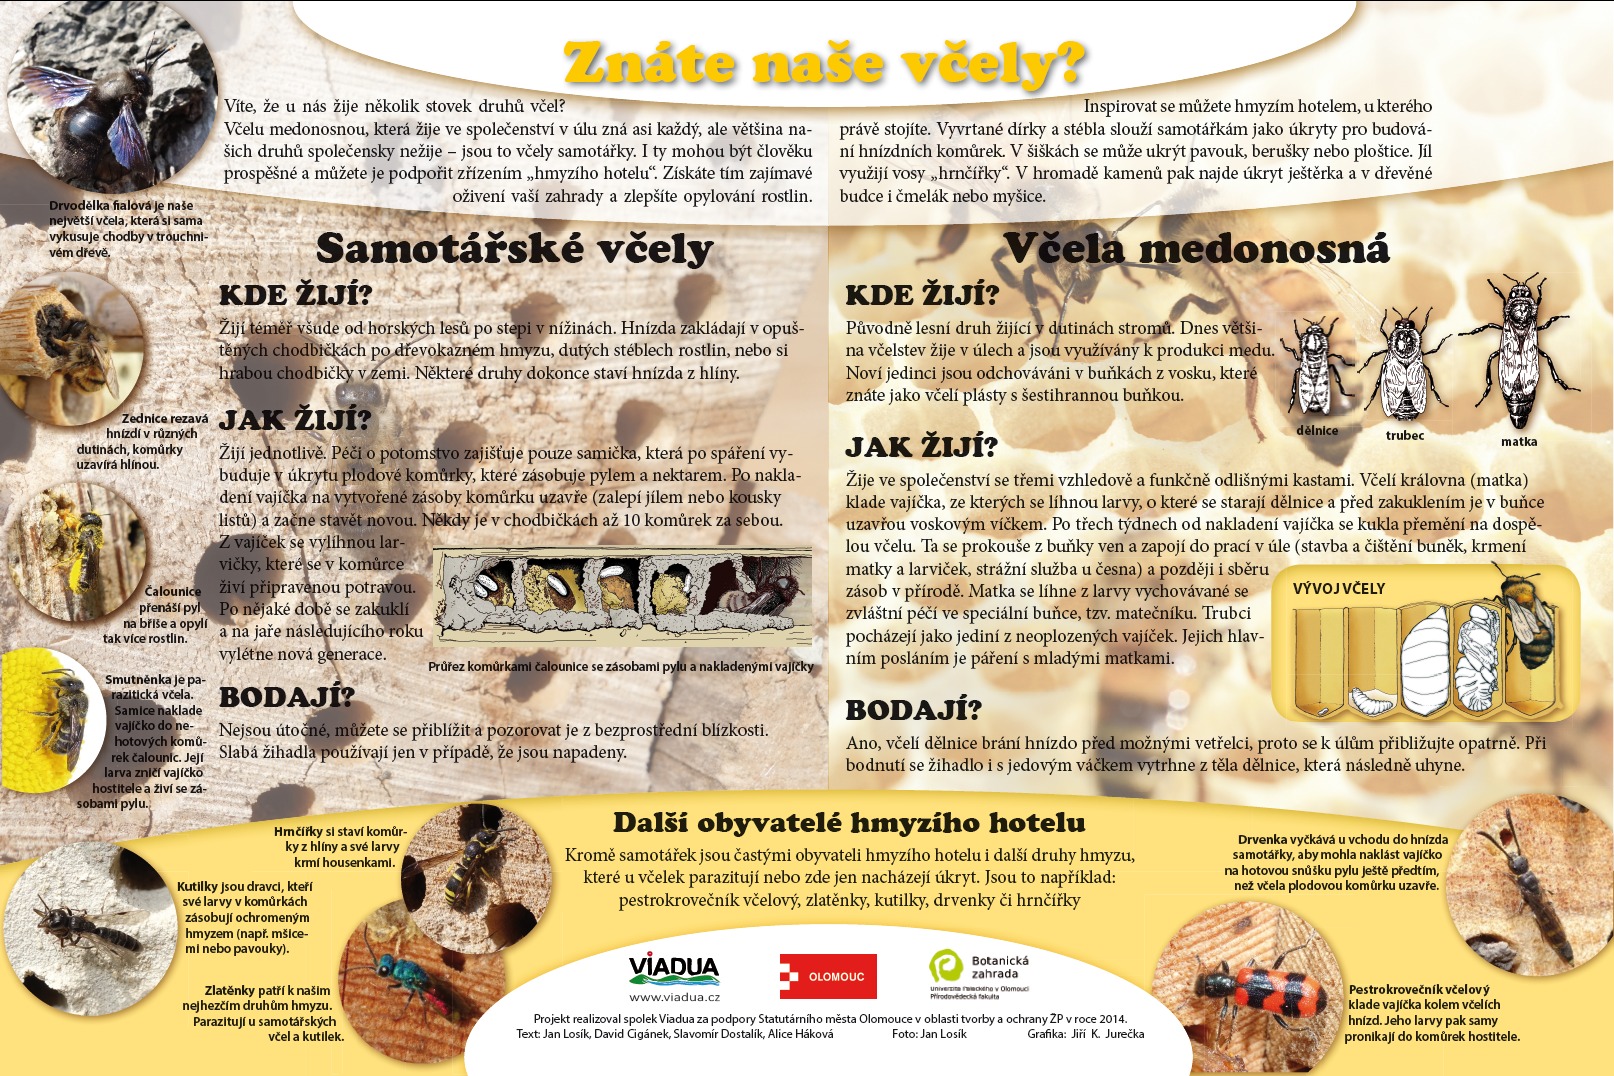 Znáte naše včely?
Víte, že u nás žije několik stovek druhů včel?
Včelu medonosnou, která žije ve společenství v úlu zná asi každý, ale většina na-
šich druhů společensky nežije – jsou to včely samotářky. I ty mohou být člověku
prospěšné a můžete je podpořit zřízením „hmyzího hotelu“. Získáte tím zajímavé
oživení vaší zahrady a zlepšíte opylování rostlin.
Inspirovat se můžete hmyzím hotelem, u kterého
právě stojíte. Vyvrtané dírky a stébla slouží samotářkám jako úkryty pro budová-
ní hnízdních komůrek. V šiškách se může ukrýt pavouk, berušky nebo ploštice. Jíl
využijí vosy „hrnčířky“. V hromadě kamenů pak najde úkryt ještěrka a v dřevěné
budce i čmelák nebo myšice.
Drvodělka fialová je naše
největší včela, která si sama
vykusuje chodby v trouchni-
vém dřevě.
Zednice rezavá
hnízdí v různých
dutinách, komůrky
uzavírá hlínou.
Čalounice
přenáší pyl
na břiše a opylí
tak více rostlin.
Smutněnka je pa-
razitická včela.
Samice naklade
vajíčko do ne-
hotových komů-
rek čalounic. Její
larva zničí vajíčko
hostitele a živí se zá-
sobami pylu.
Samotářské včely
KDE ŽIJÍ?
Žijí téměř všude od horských lesů po stepi v nížinách. Hnízda zakládají v opuš-
těných chodbičkách po dřevokazném hmyzu, dutých stéblech rostlin, nebo si
hrabou chodbičky v zemi. Některé druhy dokonce staví hnízda z hlíny.
JAK ŽIJÍ?
Žijí jednotlivě. Péči o potomstvo zajišťuje pouze samička, která po spáření vy-
buduje v úkrytu plodové komůrky, které zásobuje pylem a nektarem. Po nakla-
dení vajíčka na vytvořené zásoby komůrku uzavře (zalepí jílem nebo kousky
listů) a začne stavět novou. Někdy je v chodbičkách až 10 komůrek za sebou.
Z vajíček se vylíhnou lar-
vičky, které se v komůrce
živí připravenou potravou.
Po nějaké době se zakuklí
a na jaře následujícího roku
vylétne nová generace.
Průřez komůrkami čalounice se zásobami pylu a nakladenými vajíčky
BODAJÍ?
Nejsou útočné, můžete se přiblížit a pozorovat je z bezprostřední blízkosti.
Slabá žihadla používají jen v případě, že jsou napadeny.
Včela medonosná
KDE ŽIJÍ?
Původně lesní druh žijící v dutinách stromů. Dnes větši-
na včelstev žije v úlech a jsou využívány k produkci medu.
Noví jedinci jsou odchováváni v buňkách z vosku, které
znáte jako včelí plásty s šestihrannou buňkou.
dělnice
trubec
matka
JAK ŽIJÍ?
Žije ve společenství se třemi vzhledově a funkčně odlišnými kastami. Včelí královna (matka)
klade vajíčka, ze kterých se líhnou larvy, o které se starají dělnice a před zakuklením je v buňce
uzavřou voskovým víčkem. Po třech týdnech od nakladení vajíčka se kukla přemění na dospě-
lou včelu. Ta se prokouše z buňky ven a zapojí do prací v úle (stavba a čištění buněk, krmení
matky a larviček, strážní služba u česna) a později i sběru
zásob v přírodě. Matka se líhne z larvy vychovávané se
zvláštní péčí ve speciální buňce, tzv. matečníku. Trubci
pocházejí jako jediní z neoplozených vajíček. Jejich hlav-
ním posláním je páření s mladými matkami.
VÝVOJ VČELY
BODAJÍ?
Ano, včelí dělnice brání hnízdo před možnými vetřelci, proto se k úlům přibližujte opatrně. Při
bodnutí se žihadlo i s jedovým váčkem vytrhne z těla dělnice, která následně uhyne.
Další obyvatelé hmyzího hotelu
Kromě samotářek jsou častými obyvateli hmyzího hotelu i další druhy hmyzu,
které u včelek parazitují nebo zde jen nacházejí úkryt. Jsou to například:
pestrokrovečník včelový, zlatěnky, kutilky, drvenky či hrnčířky
Hrnčířky si staví komůr-
ky z hlíny a své larvy
krmí housenkami.
Kutilky jsou dravci, kteří
své larvy v komůrkách
zásobují ochromeným
hmyzem (např. mšice-
mi nebo pavouky).
Zlatěnky patří k našim
nejhezčím druhům hmyzu.
Parazitují u samotářských
včel a kutilek.
Drvenka vyčkává u vchodu do hnízda
samotářky, aby mohla naklást vajíčko
na hotovou snůšku pylu ještě předtím,
než včela plodovou komůrku uzavře.
Pestrokrovečník včelový
klade vajíčka kolem včelích
hnízd. Jeho larvy pak samy
pronikají do komůrek hostitele.
VIADUA
www.viadua.cz
OLOMOUC
Botanická
zahrada
Univerzita Palackého v Olomouci
Přírodovědecká fakulta
Projekt realizoval spolek Viadua za podpory Statutárního města Olomouce v oblasti tvorby a ochrany ŽP v roce 2014.
Text: Jan Losík, David Cigánek, Slavomír Dostalík, Alice Háková Foto: Jan Losík Grafika: Jiří K. Jurečka